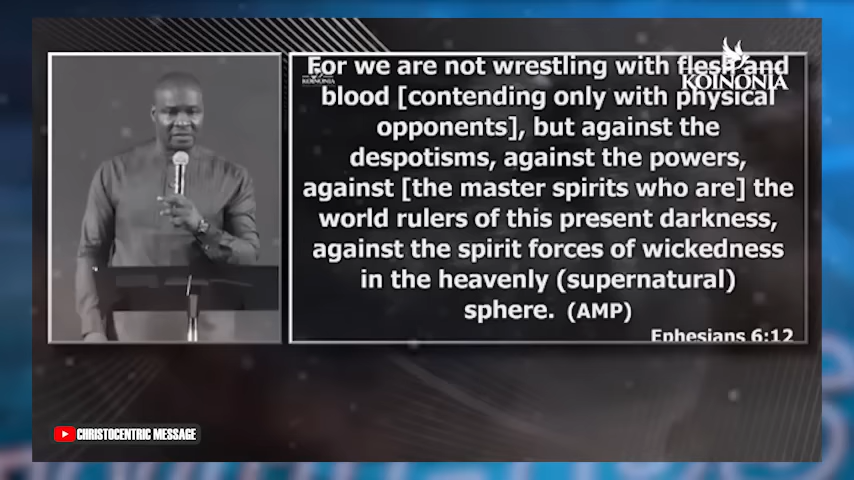 For we are not wrestling with flesh and
blood [contending only with physical
opponents], but against the
despotisms, against the powers,
against [the master spirits who are] the
world rulers of this present darkness,
against the spirit forces of wickedness
in the heavenly (supernatural)
sphere. (AMP)
Ephesians 6:12
KOINONIA
KOINONIA
CHRISTOCENTRIC MESSAGE